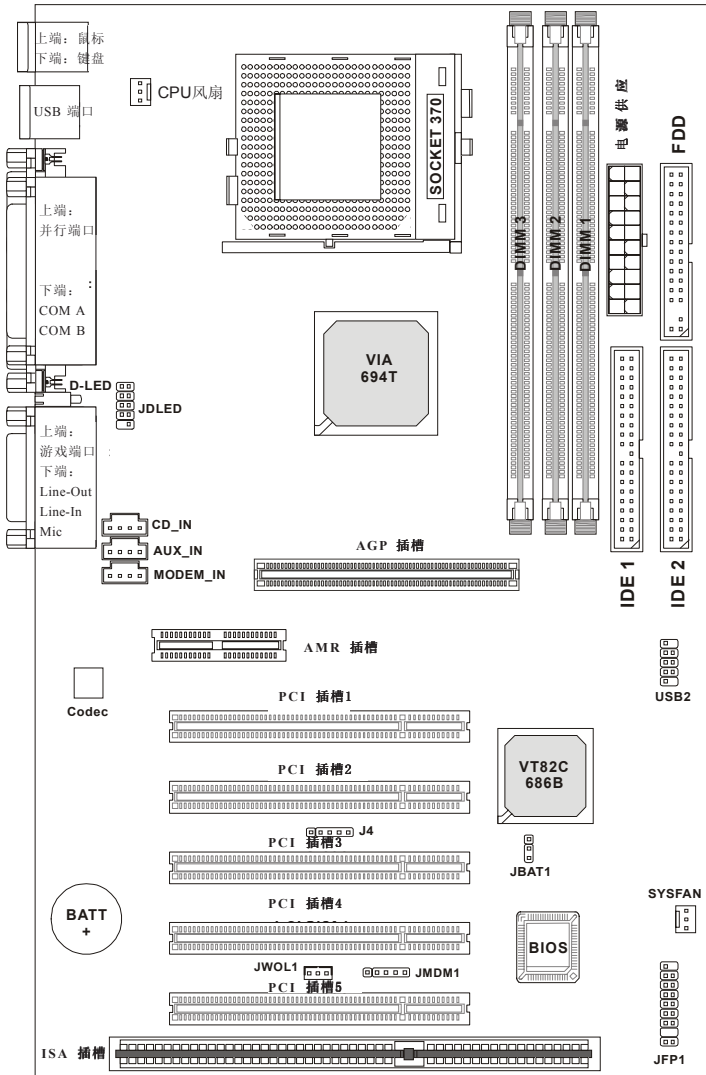 上端：鼠标
下端：键盘
CPU风扇
USB 端口
SOCKET 370
DIMM 3
DIMM 2
DIMM 1
电源供应
FDD
上端：
并行端口
下端：
COM A
COM B
VIA
694T
D-LED
JDLED
上端：
游戏端口
下端：
Line-Out
Line-In
Mic
CD_IN
AUX_IN
MODEM_IN
AGP 插槽
IDE 1
IDE 2
AMR 插槽
Codec
USB2
PCI 插槽1
PCI 插槽2
VT82C
686B
J4
PCI 插槽3
JBAT1
BATT
+
PCI 插槽4
SYSFAN
BIOS
JWOL1
JMDM1
PCI 插槽5
ISA 插槽
JFP1